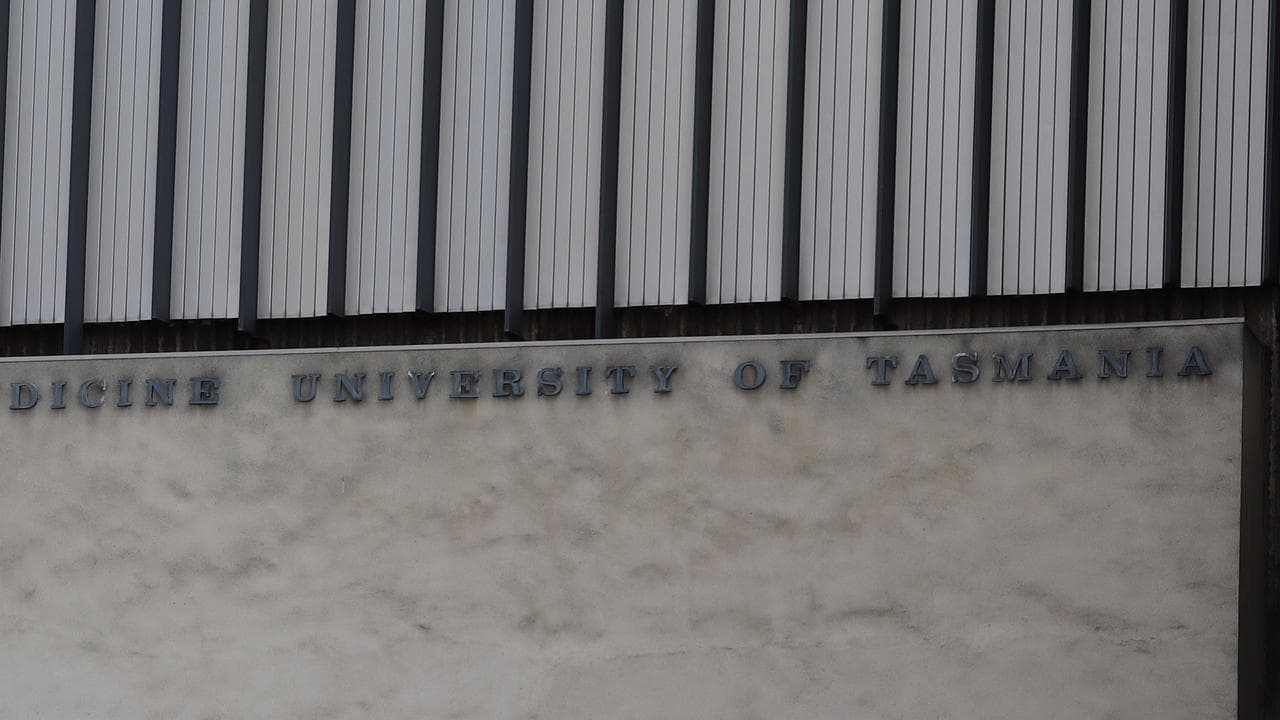 DICINE UNIVERSITY OF TASMANIA